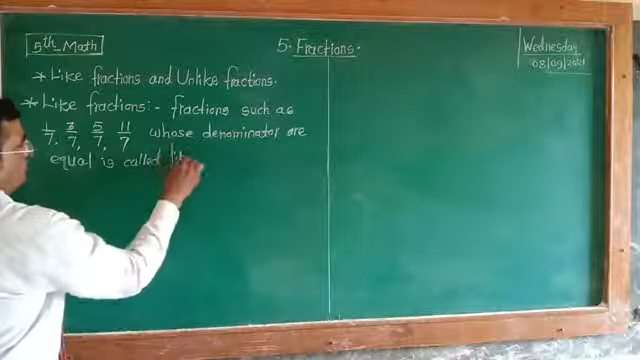 5th Math
5. Fractions.
Wednesday
08/09/2021
* Like fractions and Unlike fractions.
* Like fractions:- fractions such as
1/7, 3/7, 5/7, 11/7 whose denominator are
equal is called